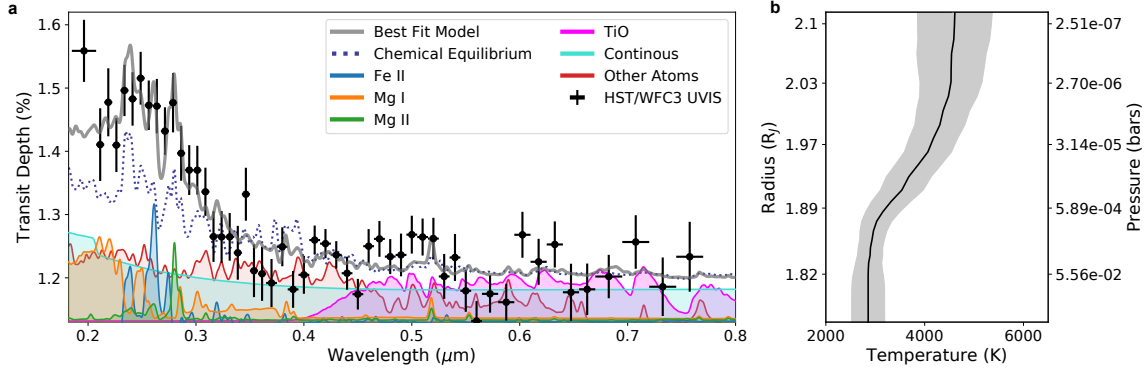 a
1.6
1.5
1.4
1.3
1.2
Transit Depth (%)
0.2
0.3
0.4
0.5
0.6
0.7
0.8
Wavelength (μm)
Best Fit Model
Chemical Equilibrium
Fe II
Mg I
Mg II
TiO
Continous
Other Atoms
HST/WFC3 UVIS
b
2.1
2.03
1.97
1.89
1.82
Radius (RJ)
2000
4000
6000
Temperature (K)
2.51e-07
2.70e-06
3.14e-05
5.89e-04
5.56e-02
Pressure (bars)